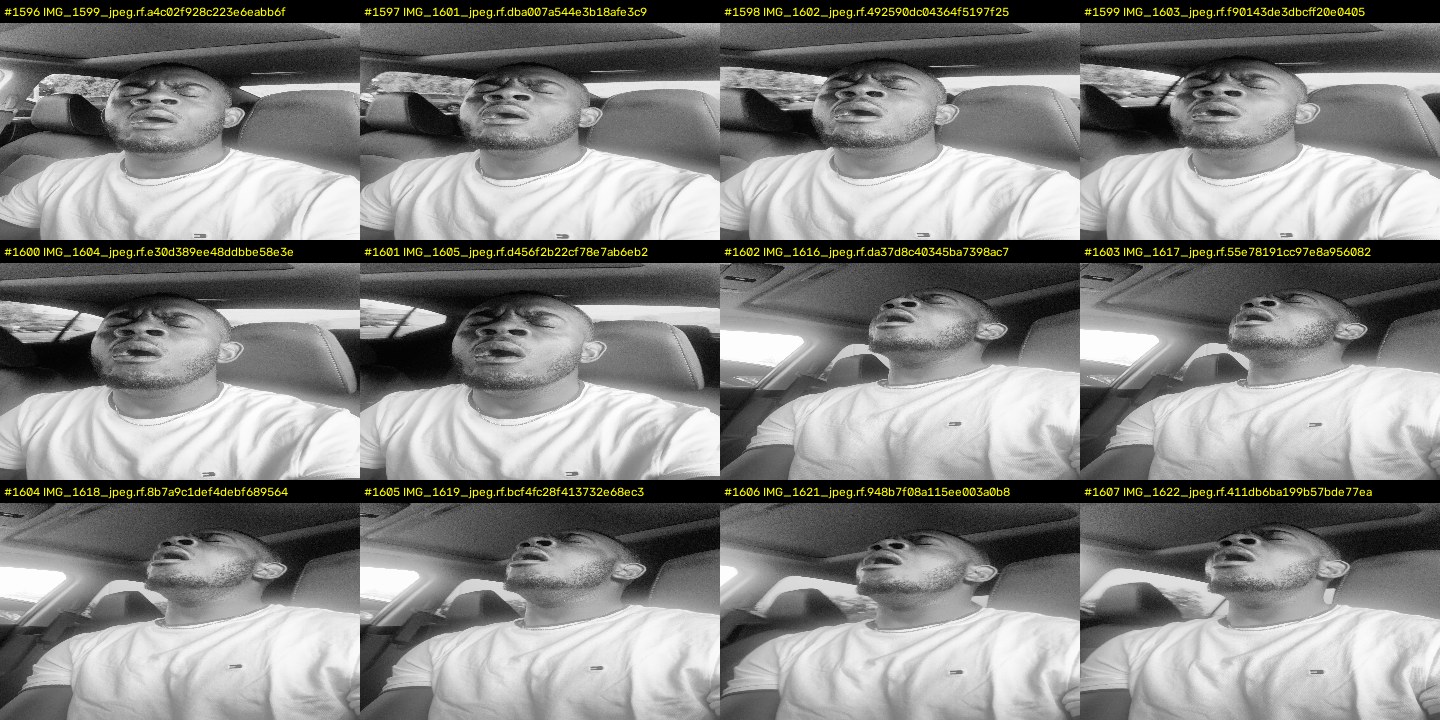 #1596 IMG_1599_jpeg.rf.a4c02f928c223e6eabb6f
#1597 IMG_1601_jpeg.rf.dba007a544e3b18afe3c9
#1598 IMG_1602_jpeg.rf.492590dc04364f5197f25
#1599 IMG_1603_jpeg.rf.f90143de3dbcff20e0405
#1600 IMG_1604_jpeg.rf.e30d389ee48ddbbe58e3e
#1601 IMG_1605_jpeg.rf.d456f2b22cf78e7ab6eb2
#1602 IMG_1616_jpeg.rf.da37d8c40345ba7398ac7
#1603 IMG_1617_jpeg.rf.55e78191cc97e8a956082
#1604 IMG_1618_jpeg.rf.8b7a9c1def4debf689564
#1605 IMG_1619_jpeg.rf.bcf4fc28f413732e68ec3
#1606 IMG_1621_jpeg.rf.948b7f08a115ee003a0b8
#1607 IMG_1622_jpeg.rf.411db6ba199b57bde77ea